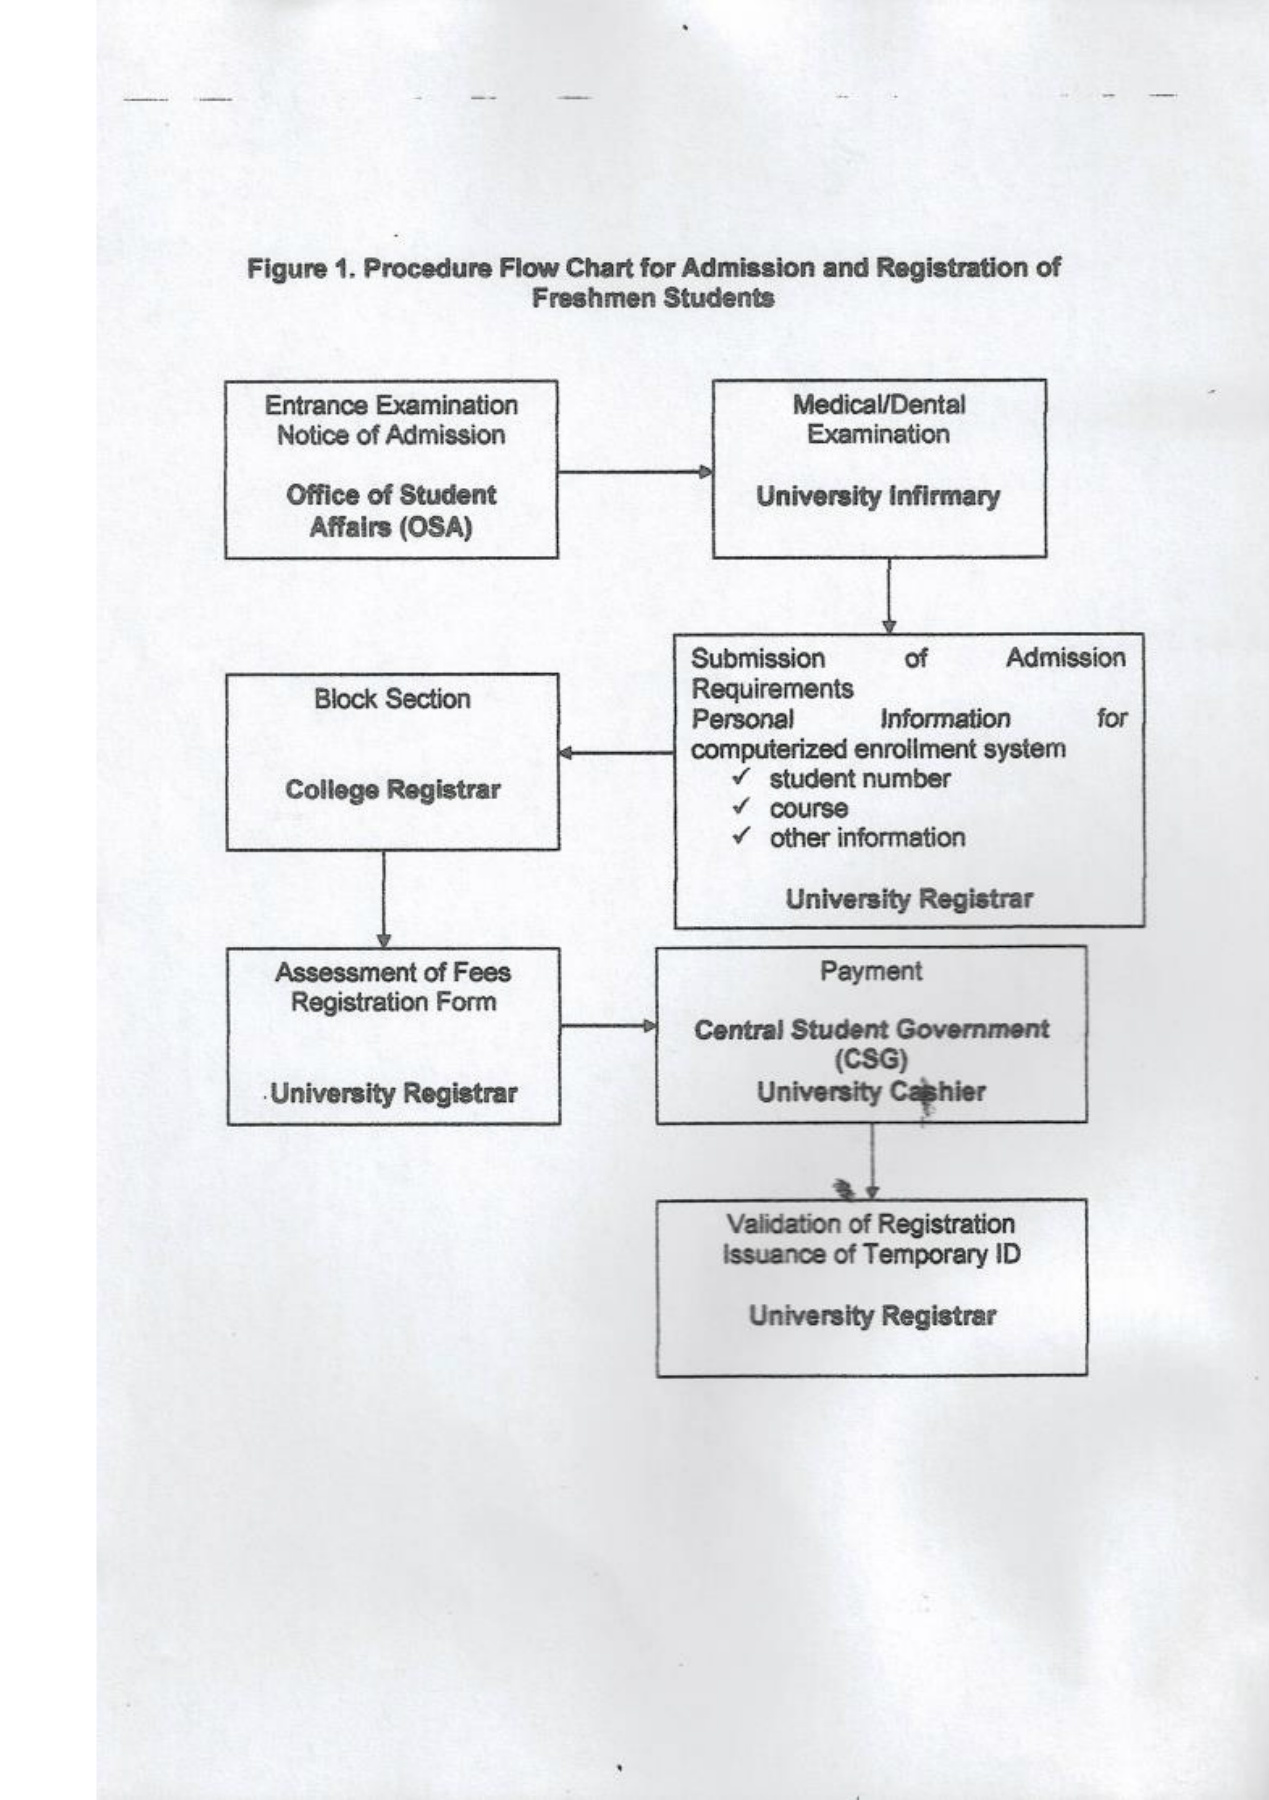 Figure 1. Procedure Flow Chart for Admission and Registration of
Freshmen Students
Entrance Examination
Notice of Admission
Office of Student
Affairs (OSA)
Medical/Dental
Examination
University Infirmary
Submission of Admission
Requirements
Personal Information for
computerized enrollment system
✓ student number
✓ course
✓ other information
University Registrar
Block Section
College Registrar
Assessment of Fees
Registration Form
University Registrar
Payment
Central Student Government
(CSG)
University Cashier
Validation of Registration
Issuance of Temporary ID
University Registrar